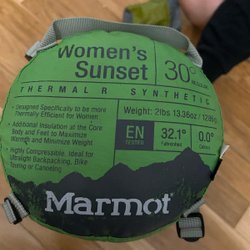 Women's
Sunset
30°
REGULAR
THERMAL R SYNTHETIC
• Designed Specifically to be more
Thermally Efficient for Women
• Additional Insulation at the Core
Body and Feet to Maximize
Warmth and Minimize Weight
• Highly Compressible, Ideal for
Ultralight Backpacking, Bike
Touring or Canoeing
Weight: 2lbs 13.36oz /
EN
TESTED
32.1°
Fahrenheit
0.0°
Celsius
Marmot